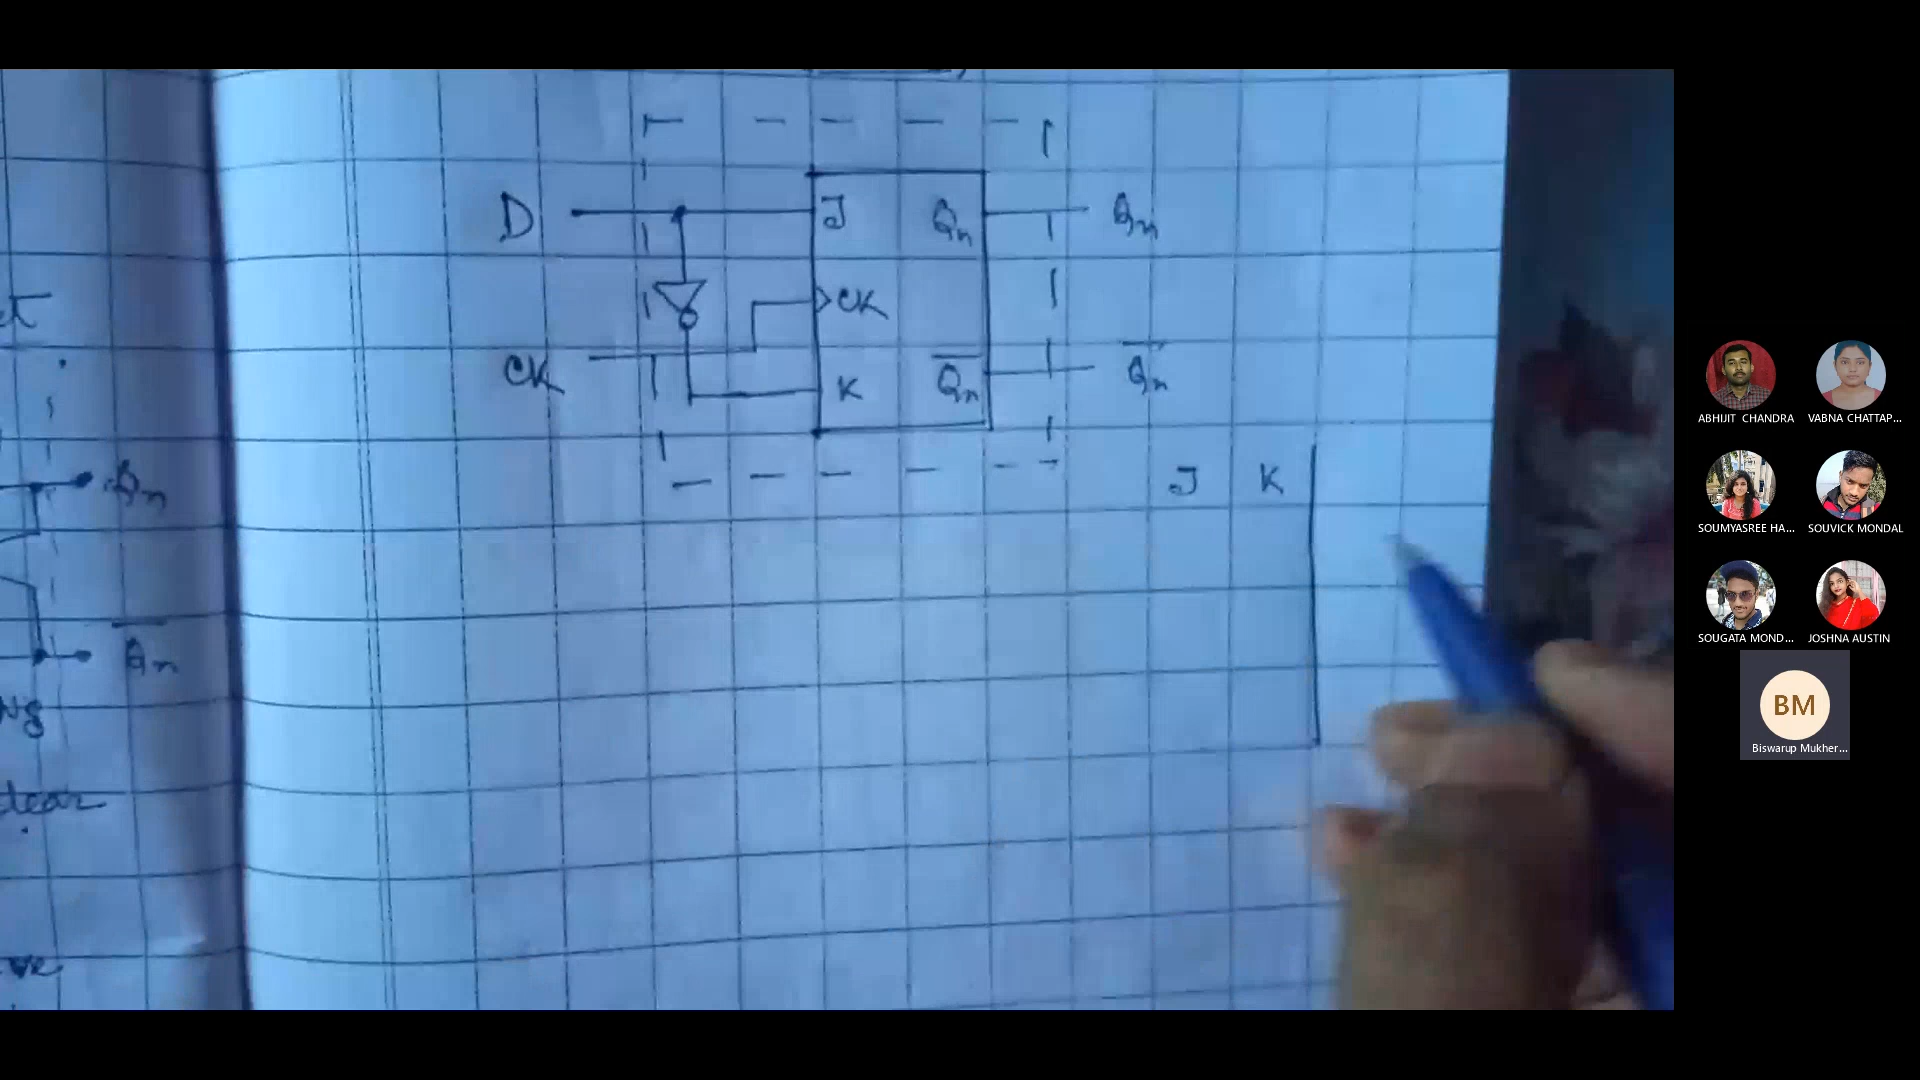 D J Qn Qn
CK
CK K Q̅n Q̅n
J K
Qn
Q̅n
ABHIJIT CHANDRA
VABNA CHATTAP...
SOUMYASREE HA...
SOUVICK MONDAL
SOUGATA MOND...
JOSHNA AUSTIN
BM
Biswarup Mukher...